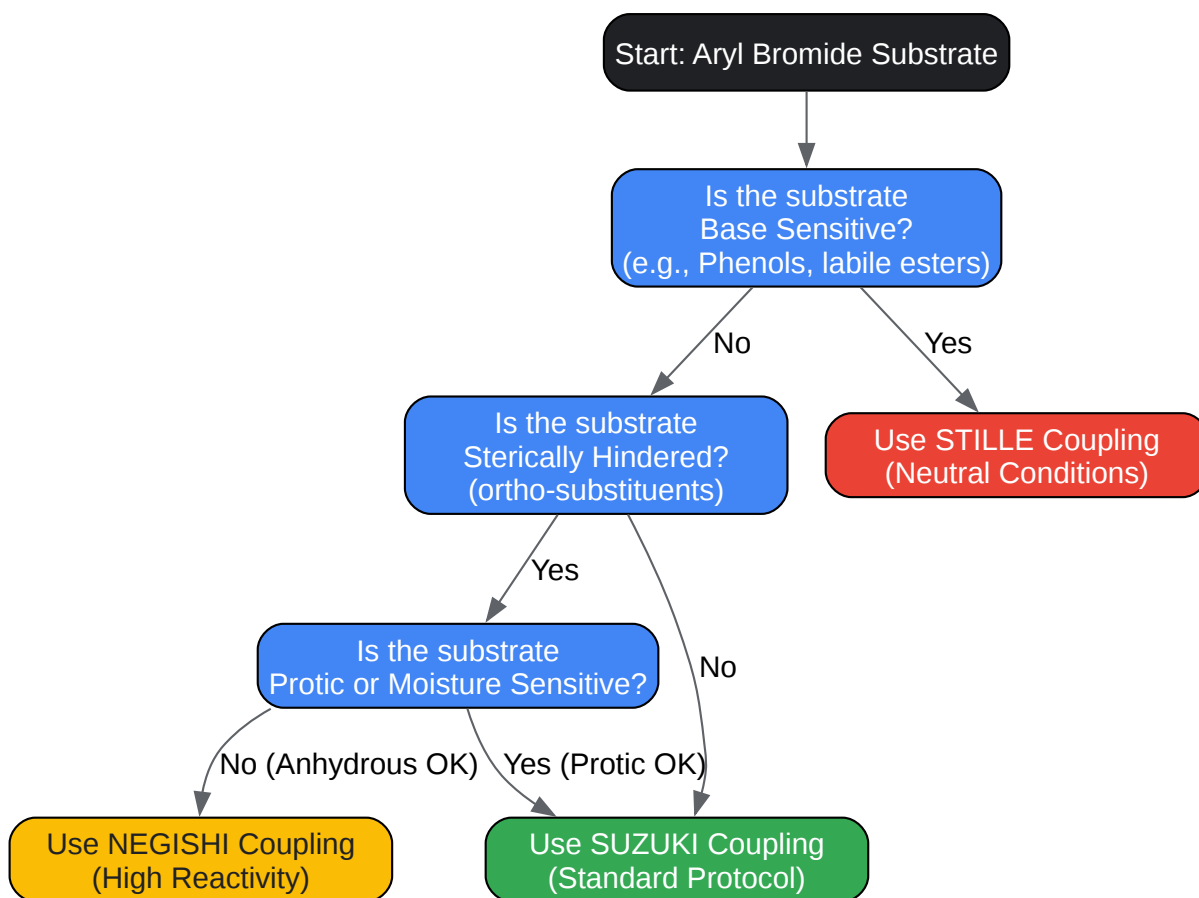 Start: Aryl Bromide Substrate
Is the substrate
Base Sensitive?
(e.g., Phenols, labile esters)
No
Yes
Is the substrate
Sterically Hindered?
(ortho-substituents)
Use STILLE Coupling
(Neutral Conditions)
Yes
No
Is the substrate
Protic or Moisture Sensitive?
No (Anhydrous OK)
Yes (Protic OK)
Use NEGISHI Coupling
(High Reactivity)
Use SUZUKI Coupling
(Standard Protocol)